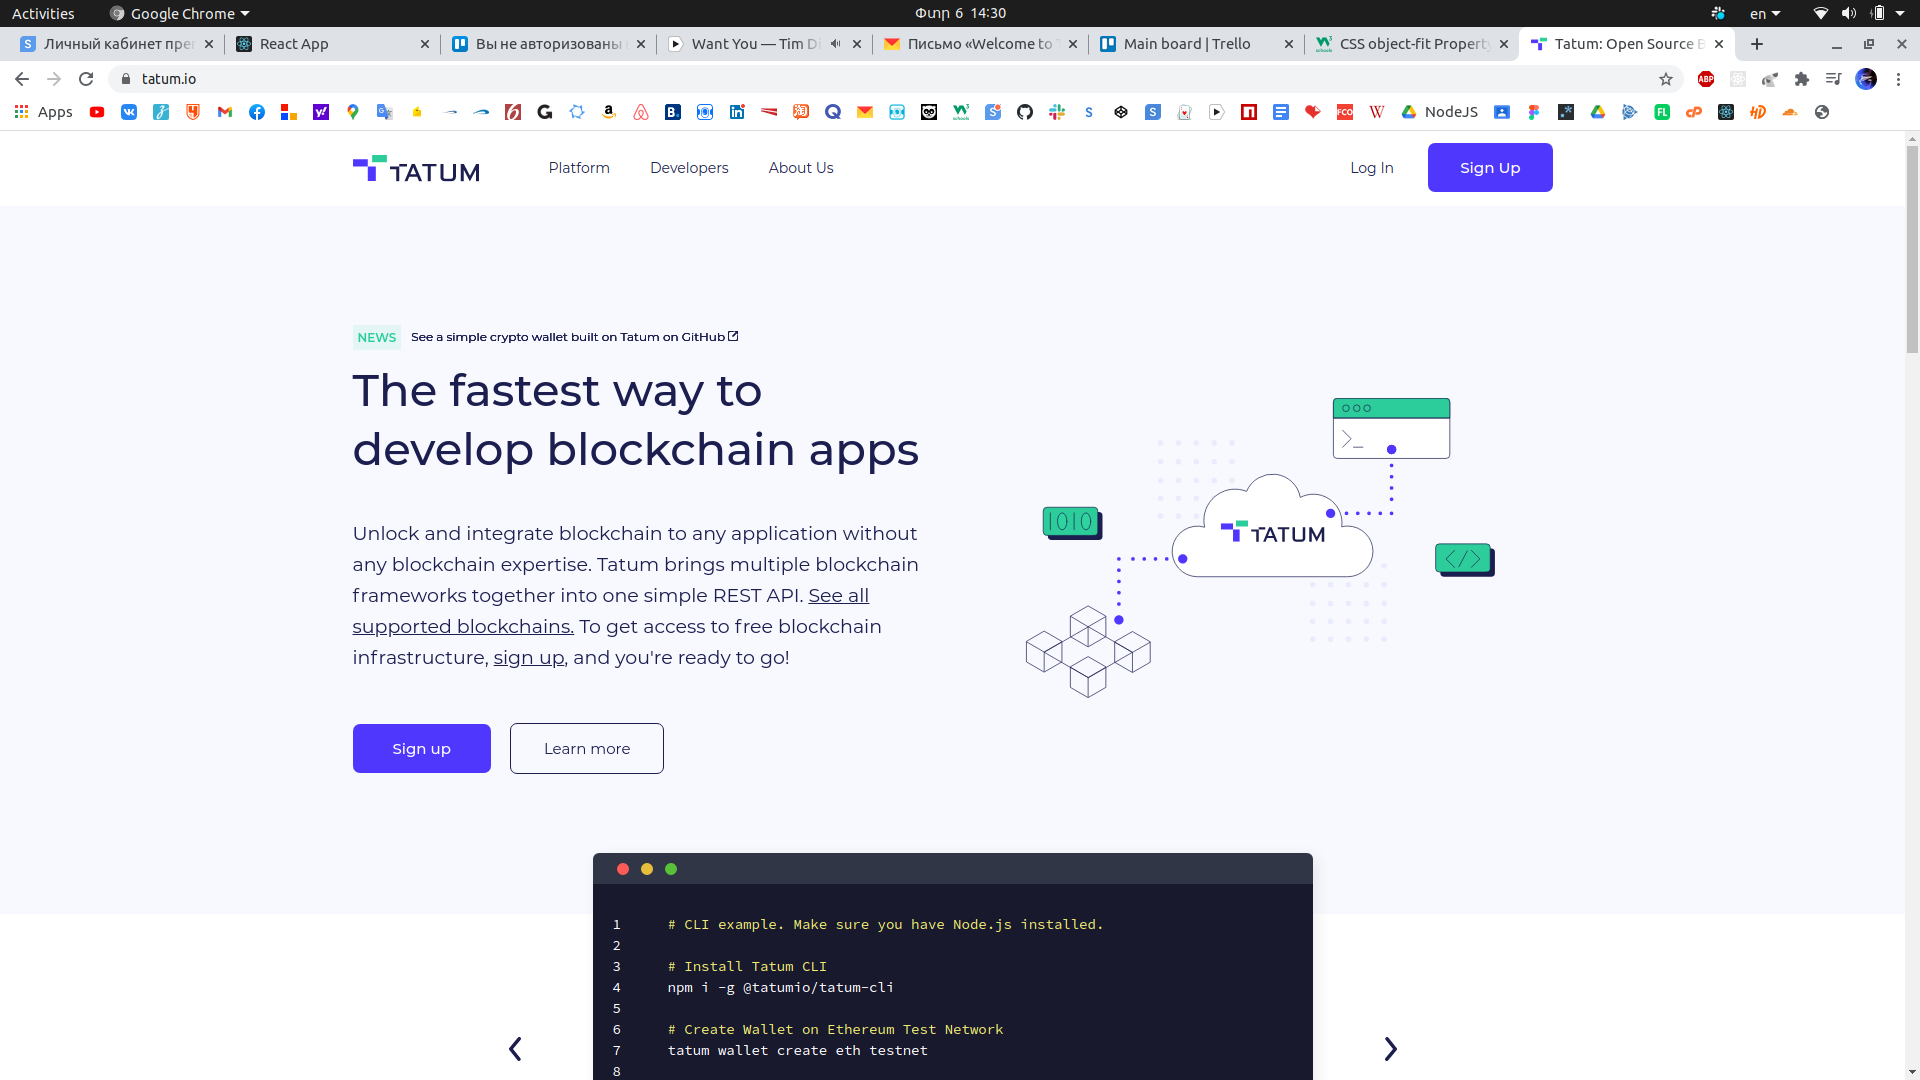 Activities
Google Chrome
Փտր 6 14:30
en
Личный кабинет пре
React App
Вы не авторизованы
Want You — Tim Di
Письмо «Welcome to T
Main board | Trello
CSS object-fit Property
Tatum: Open Source B
tatum.io
ABP
Apps
NodeJS
TATUM
Platform
Developers
About Us
Log In
Sign Up
NEWS
See a simple crypto wallet built on Tatum on GitHub
The fastest way to
develop blockchain apps
Unlock and integrate blockchain to any application without
any blockchain expertise. Tatum brings multiple blockchain
frameworks together into one simple REST API. See all
supported blockchains. To get access to free blockchain
infrastructure, sign up, and you're ready to go!
Sign up
Learn more
>_
TATUM
|0|0
</>
1 # CLI example. Make sure you have Node.js installed.
2
3 # Install Tatum CLI
4 npm i -g @tatumio/tatum-cli
5
6 # Create Wallet on Ethereum Test Network
7 tatum wallet create eth testnet
8